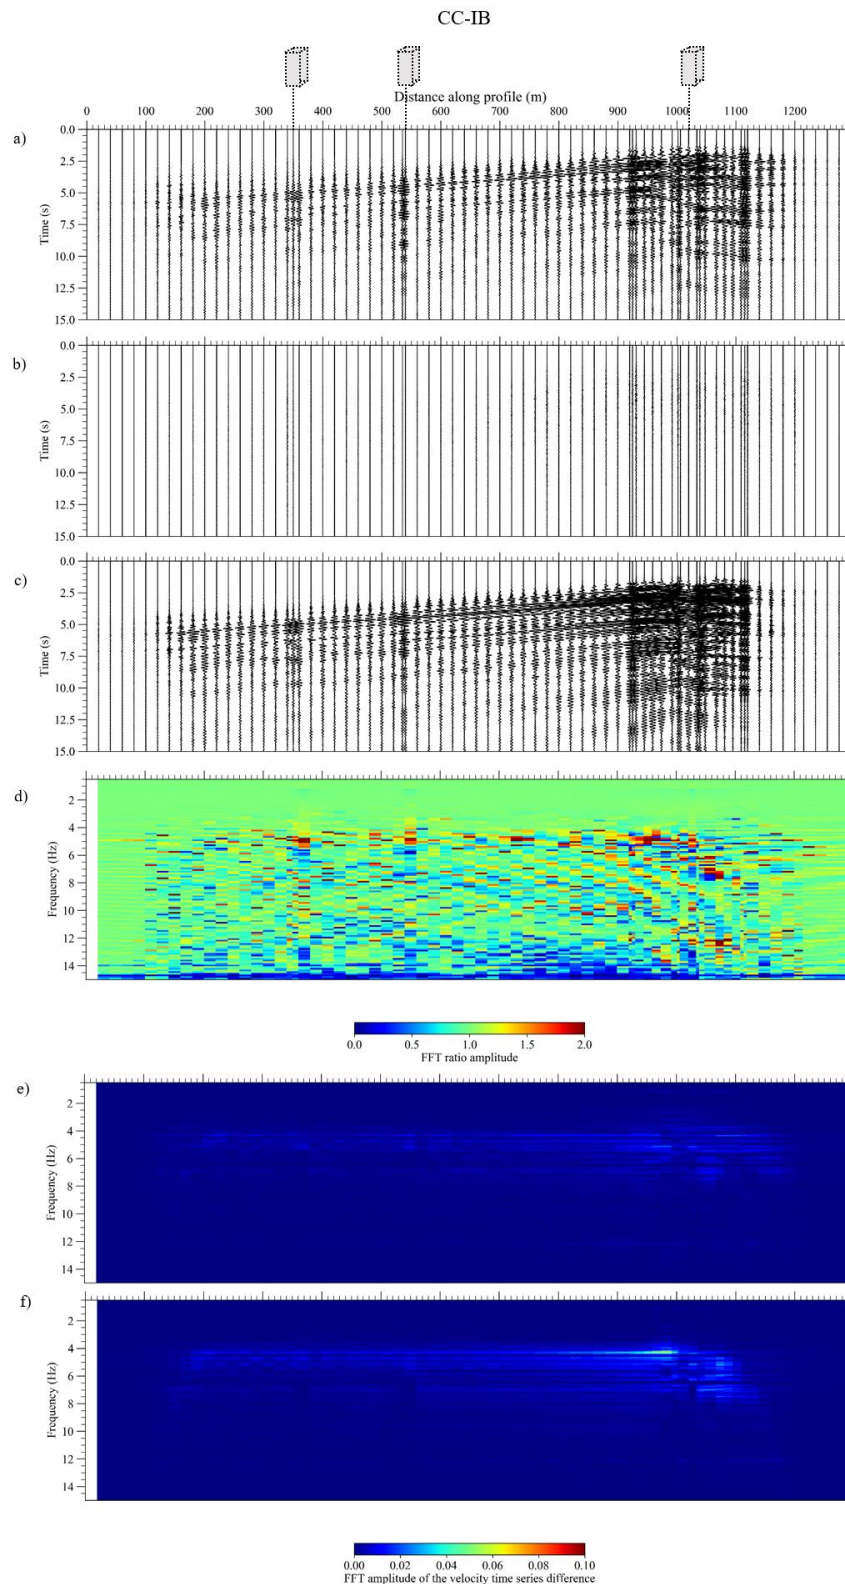 CC-IB
Distance along profile (m)
0 100 200 300 400 500 600 700 800 900 1000 1100 1200
a)
0.0
2.5
5.0
7.5
10.0
12.5
15.0
Time (s)
b)
0.0
2.5
5.0
7.5
10.0
12.5
15.0
Time (s)
c)
0.0
2.5
5.0
7.5
10.0
12.5
15.0
Time (s)
d)
2
4
6
8
10
12
14
Frequency (Hz)
0.0 0.5 1.0 1.5 2.0
FFT ratio amplitude
e)
2
4
6
8
10
12
14
Frequency (Hz)
f)
2
4
6
8
10
12
14
Frequency (Hz)
0.00 0.02 0.04 0.06 0.08 0.10
FFT amplitude of the velocity time series difference